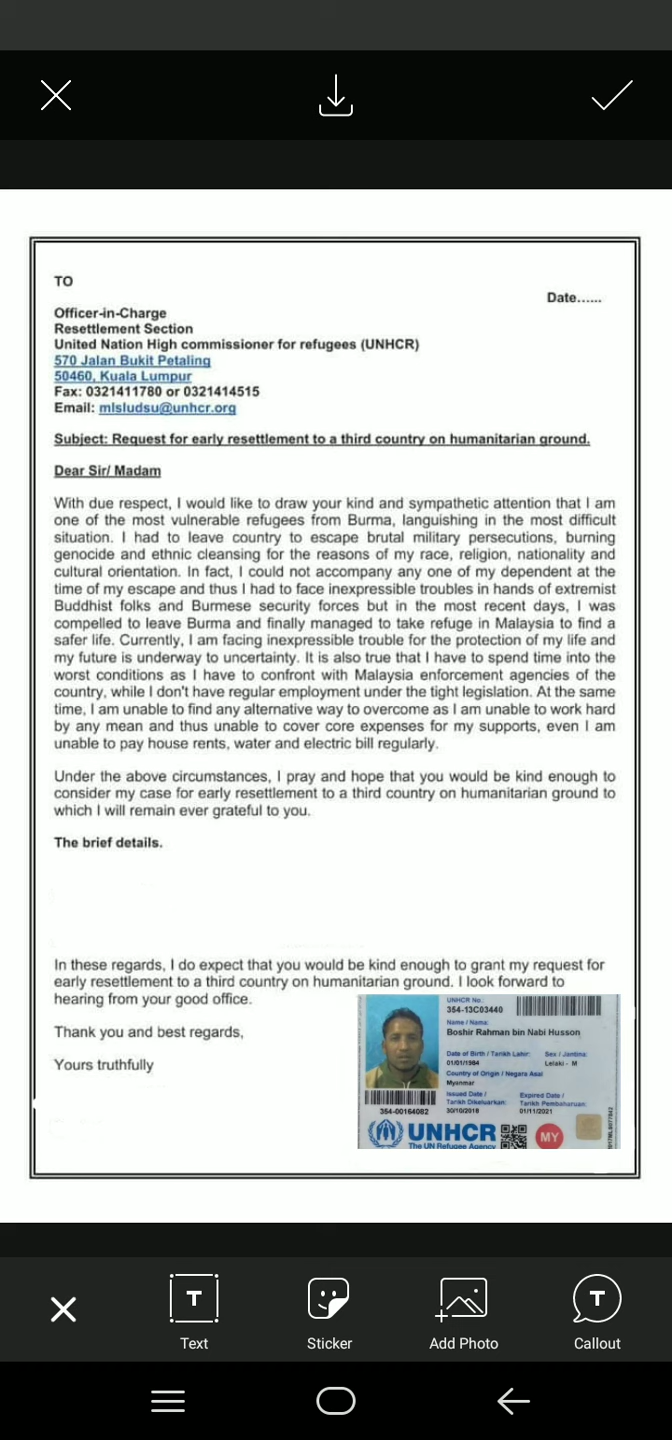 TO
Date......
Officer-in-Charge
Resettlement Section
United Nation High commissioner for refugees (UNHCR)
570 Jalan Bukit Petaling
50460, Kuala Lumpur
Fax: 0321411780 or 0321414515
Email: mlsludsu@unhcr.org
Subject: Request for early resettlement to a third country on humanitarian ground.
Dear Sir/ Madam
With due respect, I would like to draw your kind and sympathetic attention that I am
one of the most vulnerable refugees from Burma, languishing in the most difficult
situation. I had to leave country to escape brutal military persecutions, burning
genocide and ethnic cleansing for the reasons of my race, religion, nationality and
cultural orientation. In fact, I could not accompany any one of my dependent at the
time of my escape and thus I had to face inexpressible troubles in hands of extremist
Buddhist folks and Burmese security forces but in the most recent days, I was
compelled to leave Burma and finally managed to take refuge in Malaysia to find a
safer life. Currently, I am facing inexpressible trouble for the protection of my life and
my future is underway to uncertainty. It is also true that I have to spend time into the
worst conditions as I have to confront with Malaysia enforcement agencies of the
country, while I don't have regular employment under the tight legislation. At the same
time, I am unable to find any alternative way to overcome as I am unable to work hard
by any mean and thus unable to cover core expenses for my supports, even I am
unable to pay house rents, water and electric bill regularly.
Under the above circumstances, I pray and hope that you would be kind enough to
consider my case for early resettlement to a third country on humanitarian ground to
which I will remain ever grateful to you.
The brief details.
In these regards, I do expect that you would be kind enough to grant my request for
early resettlement to a third country on humanitarian ground. I look forward to
hearing from your good office.
Thank you and best regards,
Yours truthfully
UNHCR No.:
354-13C03440
Name / Nama:
Boshir Rahman bin Nabi Husson
Date of Birth / Tarikh Lahir: Sex / Jantina:
01/01/1984 Lelaki - M
Country of Origin / Negara Asal
Myanmar
Issued Date / Expired Date /
Tarikh Dikeluarkan: Tarikh Pembaharuan:
30/10/2018 01/11/2021
354-00164082
UNHCR
The UN Refugee Agency
MY
Text
Sticker
Add Photo
Callout